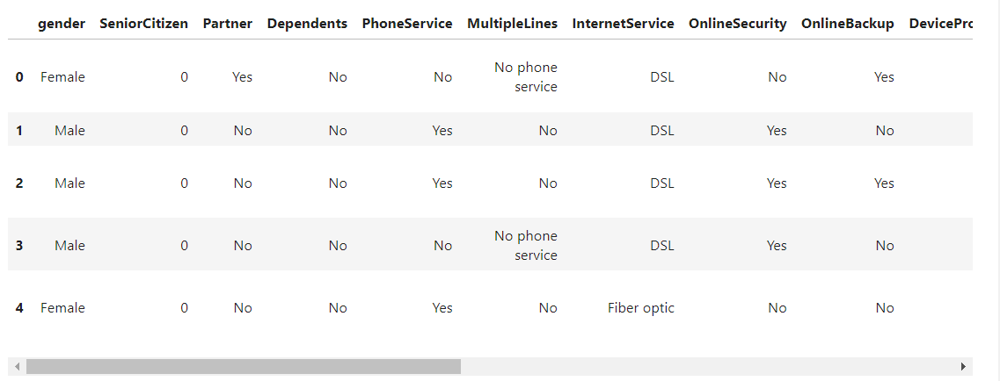 gender SeniorCitizen Partner Dependents PhoneService MultipleLines InternetService OnlineSecurity OnlineBackup DevicePro
0 Female 0 Yes No No No phone service DSL No Yes
1 Male 0 No No Yes No DSL Yes No
2 Male 0 No No Yes No DSL Yes Yes
3 Male 0 No No No No phone service DSL Yes No
4 Female 0 No No Yes No Fiber optic No No